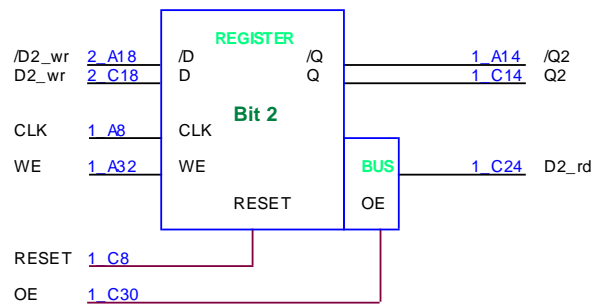 REGISTER
/D2_wr 2_A18 /D /Q 1_A14 /Q2
D2_wr 2_C18 D Q 1_C14 Q2
Bit 2
CLK 1_A8 CLK
WE 1_A32 WE BUS 1_C24 D2_rd
RESET OE
RESET 1_C8
OE 1_C30